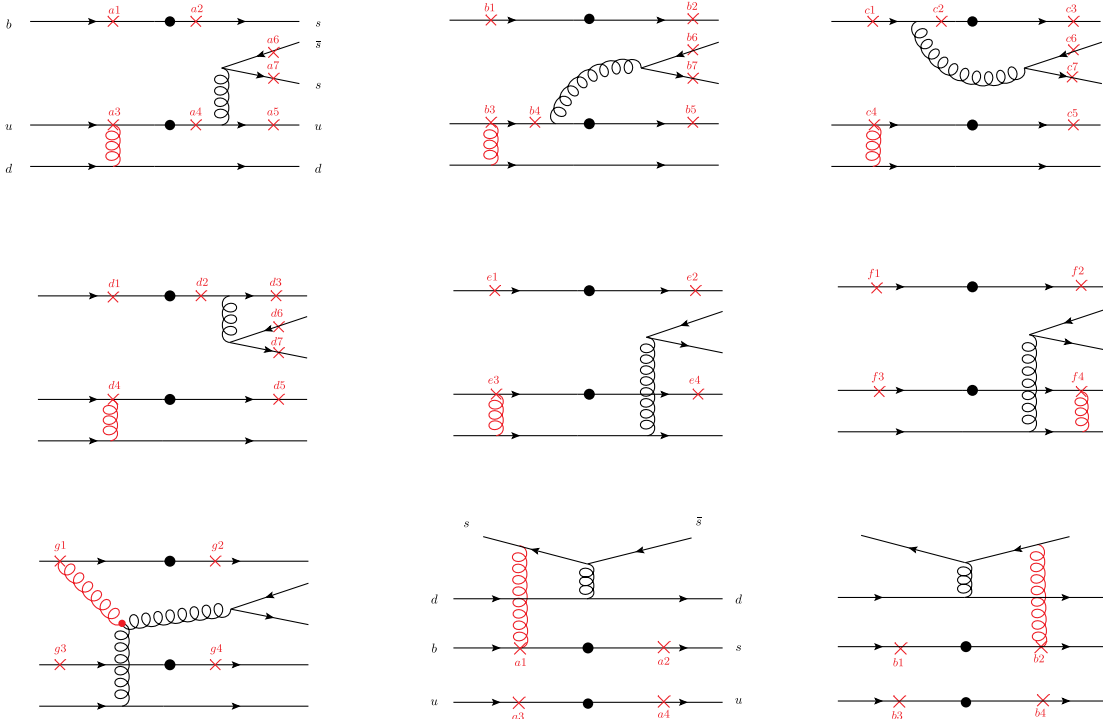 a1 a2 b1 b2 c1 c2 c3
b s
a6 s̄ b6 c6
a7 b7 c7
s
a3 a4 a5 b3 b4 b5 c4 c5
u u
d d
d1 d2 d3 e1 e2 f1 f2
d6
d7
d4 d5 e3 e4 f3 f4
g1 g2 s s̄
d d
g3 g4 b s
a1 a2 b1 b2
u a3 a4 u b3 b4